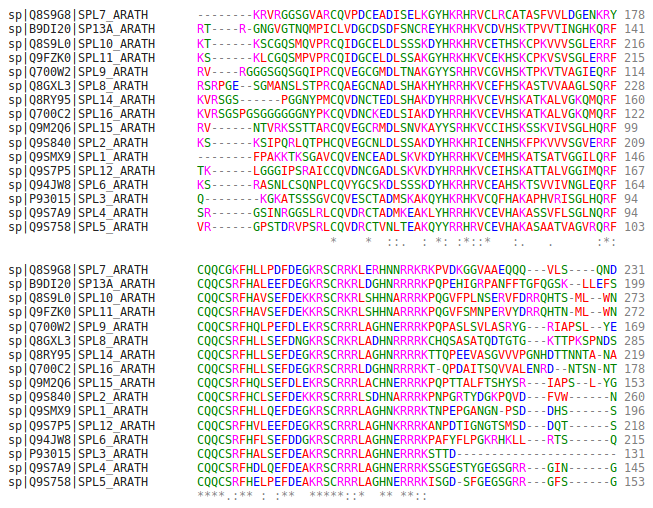 sp|Q8S9G8|SPL7_ARATH --------KRVRGGSGVARCQVPDCEADISELKGYHKRHRVCLRCATASFVVLDGENKRY 178
sp|B9DI20|SP13A_ARATH RT----R-GNGVGTNQMPICLVDGCDSDFSNCREYHKRHKVCDVHSKTPVVTINGHKQRF 141
sp|Q8S9L0|SPL10_ARATH KT------KSCGQSMQVPRCQIDGCELDLSSSKDYHRKHRVCETHSKCPKVVVSGLERRF 216
sp|Q9FZK0|SPL11_ARATH KS------KLCGQSMPVPRCQIDGCELDLSSAKGYHRKHKVCEKHSKCPKVSVSGLERRF 215
sp|Q700W2|SPL9_ARATH RV----RGGGSGQSGQIPRCQVEGCGMDLTNAKGYYSRHRVCGVHSKTPKVTVAGIEQRF 114
sp|Q8GXL3|SPL8_ARATH RSRPGE--SGMANSLSTPRCQAEGCNADLSHAKHYHRRHKVCEFHSKASTVVAAGLSQRF 228
sp|Q8RY95|SPL14_ARATH KVRSGS------PGGNYPMCQVDNCTEDLSHAKDYHRRHKVCEVHSKATKALVGKQMQRF 160
sp|Q700C2|SPL16_ARATH KVRSGSPGSGGGGGGNYPKCQVDNCKEDLSIAKDYHRRHKVCEVHSKATKALVGKQMQRF 122
sp|Q9M2Q6|SPL15_ARATH RV------NTVRKSSTTARCQVEGCRMDLSNVKAYYSRHKVCCIHSKSSKVIVSGLHQRF 99
sp|Q9S840|SPL2_ARATH KS------KSIPQRLQTPHCQVEGCNLDLSSAKDYHRKHRICENHSKFPKVVVSGVERRF 209
sp|Q9SMX9|SPL1_ARATH --------FPAKKTKSGAVCQVENCEADLSKVKDYHRRHKVCEMHSKATSATVGGILQRF 146
sp|Q9S7P5|SPL12_ARATH TK------LGGGIPSRAICCQVDNCGADLSKVKDYHRRHKVCEIHSKATTALVGGIMQRF 167
sp|Q94JW8|SPL6_ARATH KS------RASNLCSQNPLCQVYGCSKDLSSSKDYHKRHRVCEAHSKTSVVIVNGLEQRF 164
sp|P93015|SPL3_ARATH Q--------KGKATSSSGVCQVESCTADMSKAKQYHKRHKVCQFHAKAPHVRISGLHQRF 94
sp|Q9S7A9|SPL4_ARATH SR------GSINRGGSLRLCQVDRCTADMKEAKLYHRRHKVCEVHAKASSVFLSGLNQRF 94
sp|Q9S758|SPL5_ARATH VR------GPSTDRVPSRLCQVDRCTVNLTEAKQYYRRHRVCEVHAKASAATVAGVRQRF 103
                   *    *  ::.  : *: :*::*   :.   .      :*:
sp|Q8S9G8|SPL7_ARATH CQQCGKFHLLPDFDEGKRSCRRKLERHNNRRKRKPVDKGGVAAEQQQ---VLS----QND 231
sp|B9DI20|SP13A_ARATH CQQCSRFHALEEFDEGKRSCRKRLDGHNRRRRKPQPEHIGRPANFFTGFQGSK--LLEFS 199
sp|Q8S9L0|SPL10_ARATH CQQCSRFHAVSEFDEKKRSCRKRLSHHNARRRKPQGVFPLNSERVFDRRQHTS-ML--WN 273
sp|Q9FZK0|SPL11_ARATH CQQCSRFHAVSEFDEKKRSCRKRLSHHNARRRKPQGVFSMNPERVYDRRQHTN-ML--WN 272
sp|Q700W2|SPL9_ARATH CQQCSRFHQLPEFDLEKRSCRRRLAGHNERRRKPQPASLSVLASRYG---RIAPSL--YE 169
sp|Q8GXL3|SPL8_ARATH CQQCSRFHLLSEFDNGKRSCRKRLADHNRRRRKCHQSASATQDTGTG---KTTPKSPNDS 285
sp|Q8RY95|SPL14_ARATH CQQCSRFHLLSEFDEGKRSCRRRLAGHNRRRRKTTQPEEVASGVVVPGNHDTTNNTA-NA 219
sp|Q700C2|SPL16_ARATH CQQCSRFHLLSEFDEGKRSCRRRLDGHNRRRRKT-QPDAITSQVVALENRD--NTSN-NT 178
sp|Q9M2Q6|SPL15_ARATH CQQCSRFHQLSEFDLEKRSCRRRLACHNERRRKPQPTTALFTSHYSR---IAPS--L-YG 153
sp|Q9S840|SPL2_ARATH CQQCSRFHCLSEFDEKKRSCRRRLSDHNARRRKPNPGRTYDGKPQVD---FVW------N 260
sp|Q9SMX9|SPL1_ARATH CQQCSRFHLLQEFDEGKRSCRRRLAGHNKRRRKTNPEPGANGN-PSD---DHS------S 196
sp|Q9S7P5|SPL12_ARATH CQQCSRFHVLEEFDEGKRSCRRRLAGHNKRRRKANPDTIGNGTSMSD---DQT------S 218
sp|Q94JW8|SPL6_ARATH CQQCSRFHFLSEFDDGKRSCRRRLAGHNERRRKPAFYFLPGKRHKLL---RTS------Q 215
sp|P93015|SPL3_ARATH CQQCSRFHALSEFDEAKRSCRRRLAGHNERRRKSTTD----------------------- 131
sp|Q9S7A9|SPL4_ARATH CQQCSRFHDLQEFDEAKRSCRRRLAGHNERRRKSSGESTYGEGSGRR---GIN------G 145
sp|Q9S758|SPL5_ARATH CQQCSRFHELPEFDEAKRSCRRRLAGHNERRRKISGD-SFGEGSGRR---GFS------G 153
****.:** : :**  *****::*  ** **::